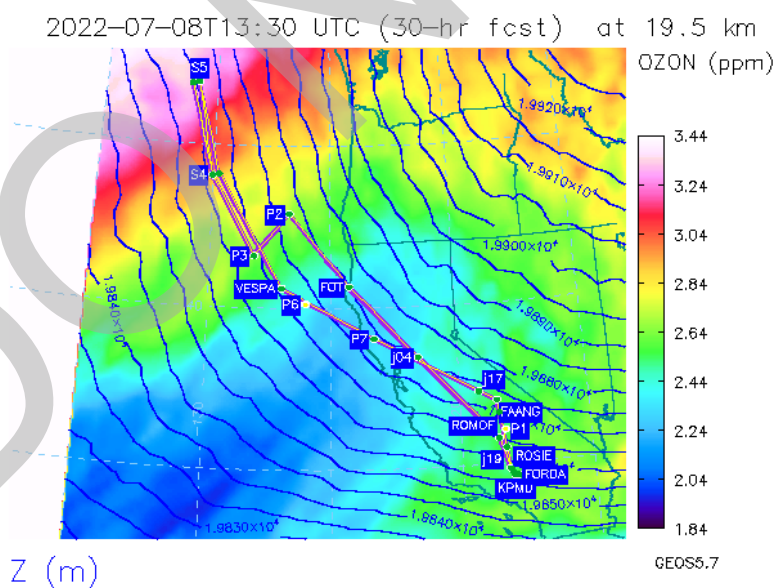 2022-07-08T13:30 UTC (30-hr fcst) at 19.5 km
OZON (ppm)
S5
1.9920×10⁴
3.44
S4
1.9910×10⁴
3.24
P2
1.9900×10⁴
3.04
P3
VESPA
FOT
2.84
1.9840×10⁴
P6
1.9890×10⁴
2.64
P7
j04
1.9880×10⁴
2.44
j17
FAANG
ROMOF
P1
2.24
j19
ROSIE
FORDA
2.04
KPMD
1.9850×10⁴
1.9840×10⁴
1.9830×10⁴
1.84
Z (m)
GEOS5.7